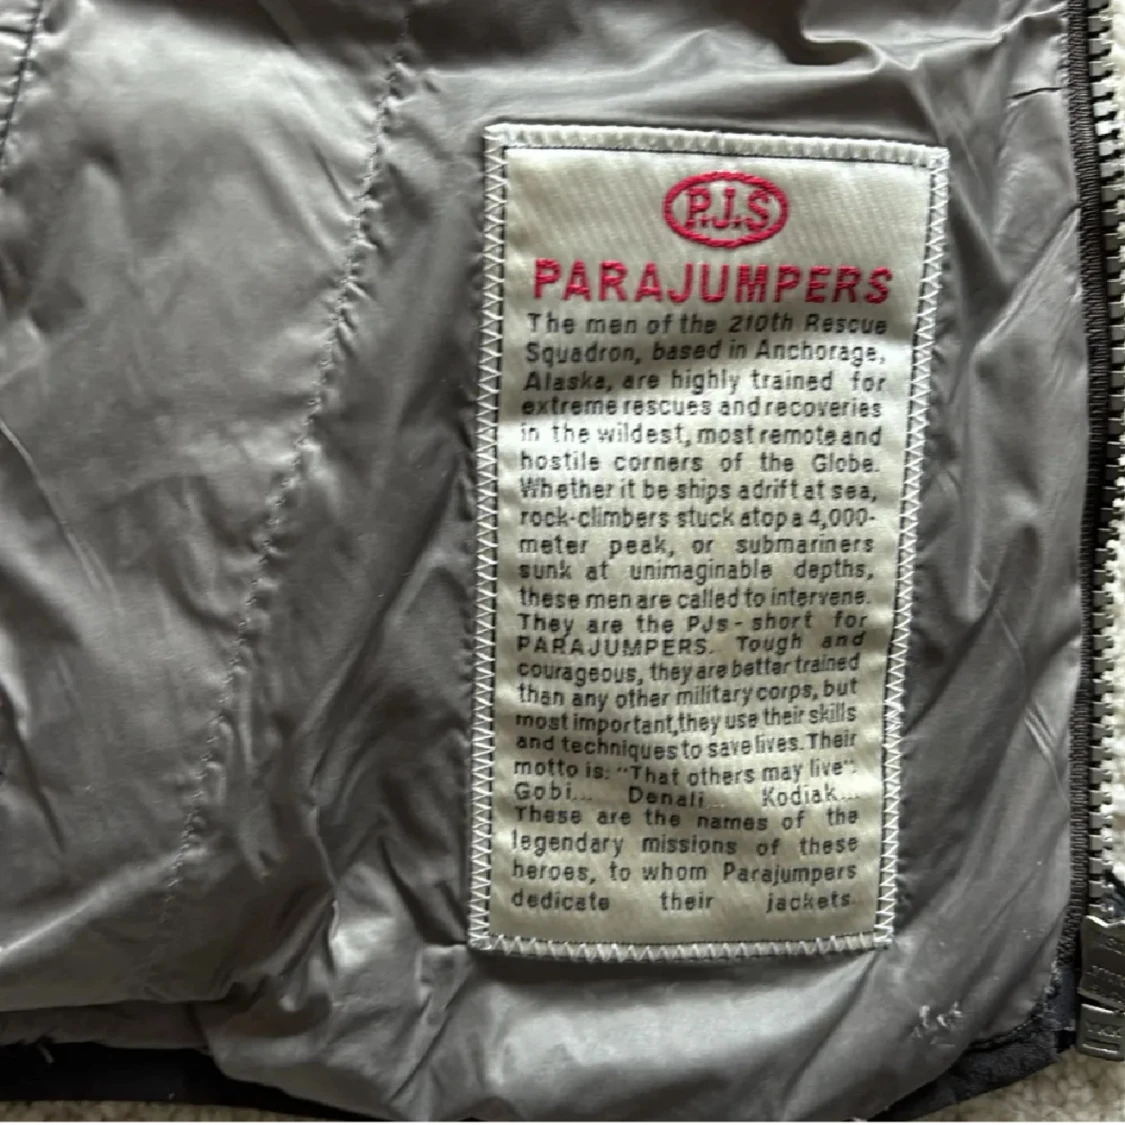 P.J.S
PARAJUMPERS
The men of the 210th Rescue
Squadron, based in Anchorage,
Alaska, are highly trained for
extreme rescues and recoveries
in the wildest, most remote and
hostile corners of the Globe.
Whether it be ships adrift at sea,
rock-climbers stuck atop a 4,000-
meter peak, or submariners
sunk at unimaginable depths,
these men are called to intervene.
They are the PJs - short for
PARAJUMPERS. Tough and
courageous, they are better trained
than any other military corps, but
most important,they use their skills
and techniques to save lives. Their
motto is: "That others may live".
Gobi... Denali... Kodiak...
These are the names of the
legendary missions of these
heroes, to whom Parajumpers
dedicate their jackets.